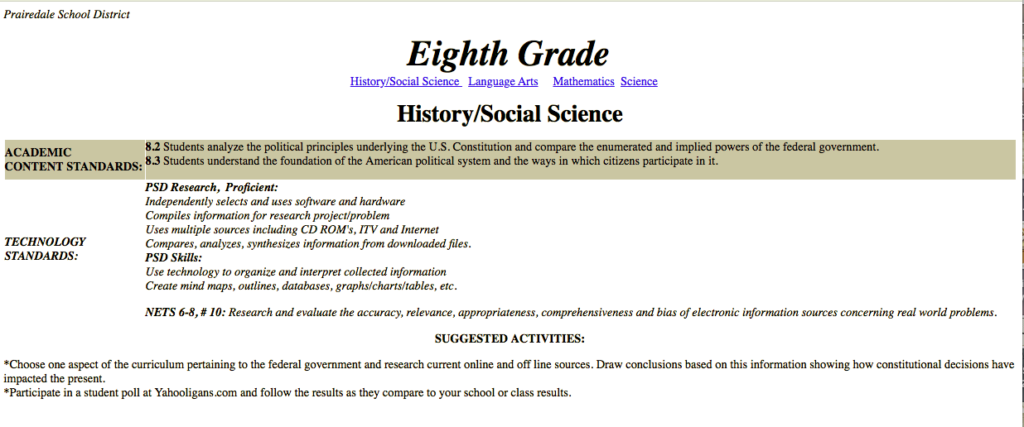 Prairedale School District
Eighth Grade
History/Social Science Language Arts Mathematics Science
History/Social Science
ACADEMIC
CONTENT STANDARDS:
8.2 Students analyze the political principles underlying the U.S. Constitution and compare the enumerated and implied powers of the federal government.
8.3 Students understand the foundation of the American political system and the ways in which citizens participate in it.
TECHNOLOGY
STANDARDS:
PSD Research, Proficient:
Independently selects and uses software and hardware
Compiles information for research project/problem
Uses multiple sources including CD ROM's, ITV and Internet
Compares, analyzes, synthesizes information from downloaded files.
PSD Skills:
Use technology to organize and interpret collected information
Create mind maps, outlines, databases, graphs/charts/tables, etc.
NETS 6-8, # 10: Research and evaluate the accuracy, relevance, appropriateness, comprehensiveness and bias of electronic information sources concerning real world problems.
SUGGESTED ACTIVITIES:
*Choose one aspect of the curriculum pertaining to the federal government and research current online and off line sources. Draw conclusions based on this information showing how constitutional decisions have
impacted the present.
*Participate in a student poll at Yahooligans.com and follow the results as they compare to your school or class results.